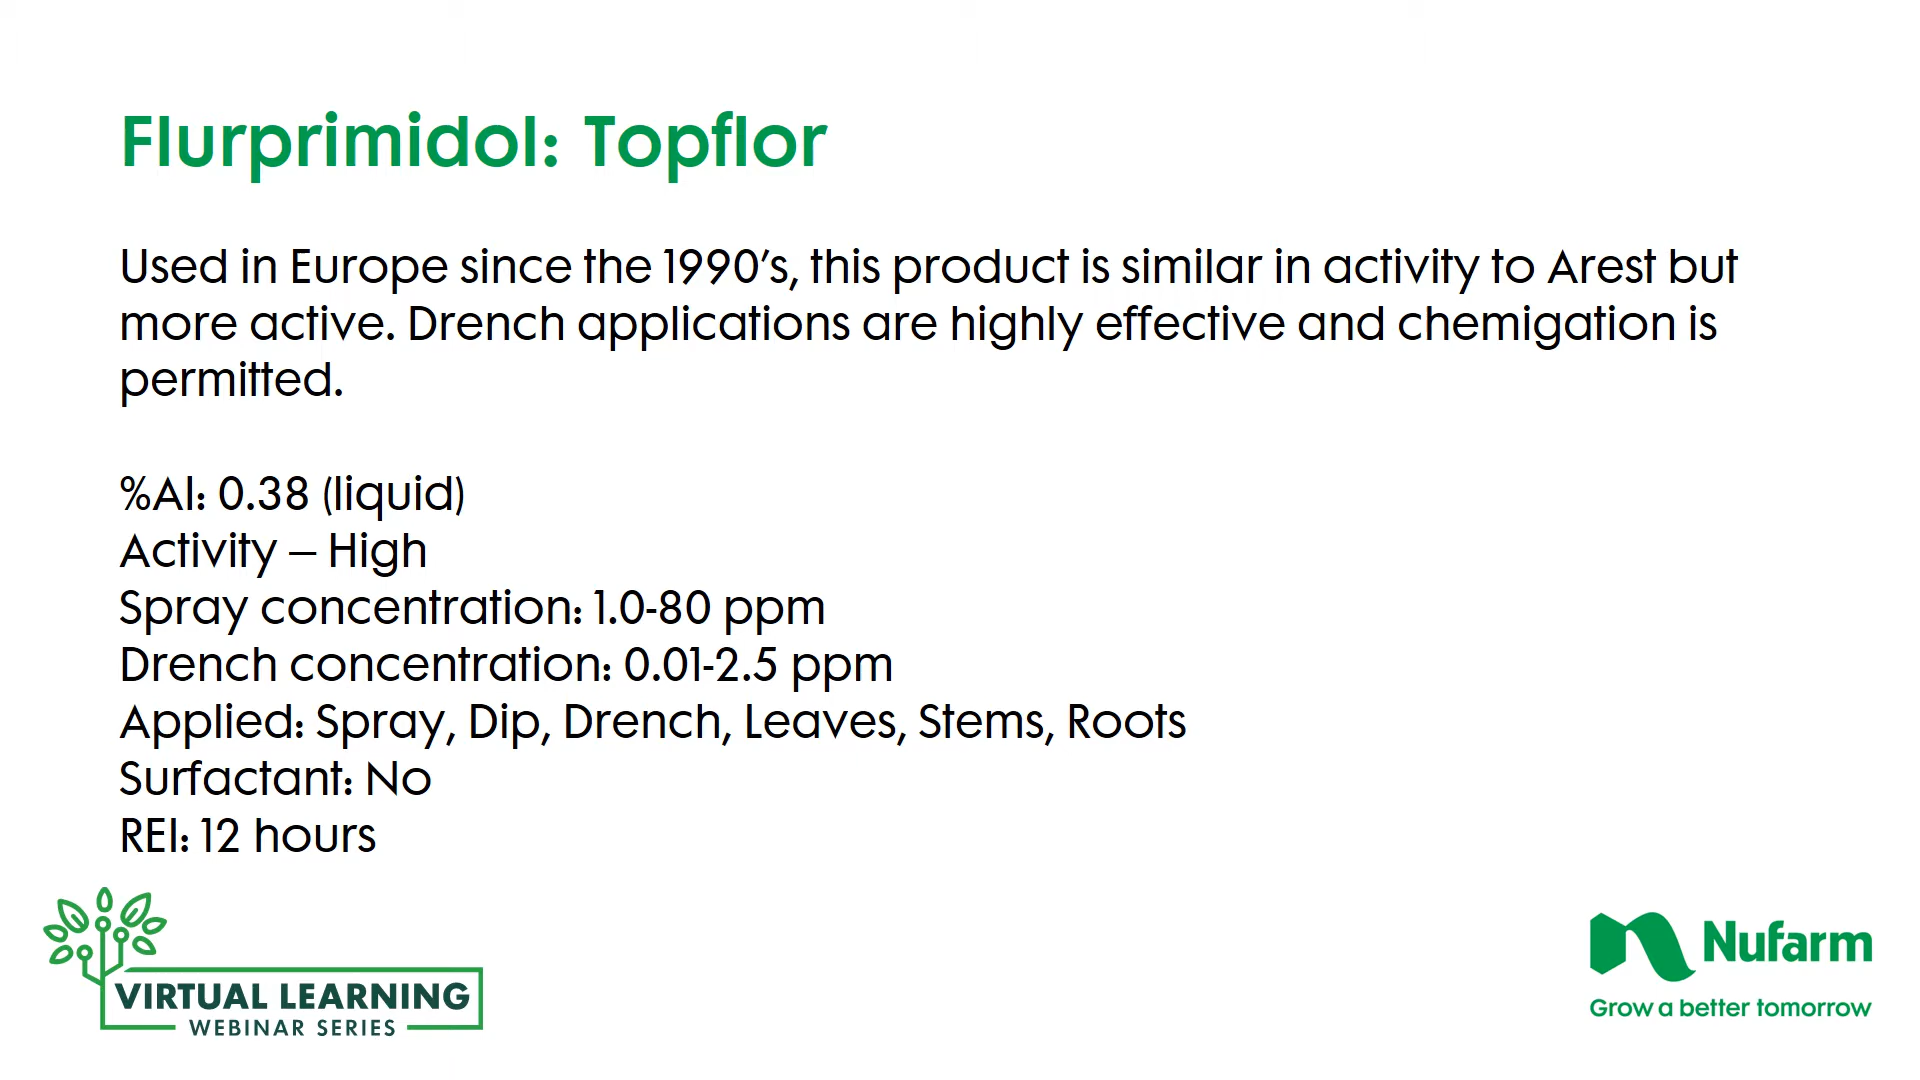 Flurprimidol: Topflor
Used in Europe since the 1990's, this product is similar in activity to Arest but
more active. Drench applications are highly effective and chemigation is
permitted.
%AI: 0.38 (liquid)
Activity – High
Spray concentration: 1.0-80 ppm
Drench concentration: 0.01-2.5 ppm
Applied: Spray, Dip, Drench, Leaves, Stems, Roots
Surfactant: No
REI: 12 hours
VIRTUAL LEARNING
WEBINAR SERIES
Nufarm
Grow a better tomorrow